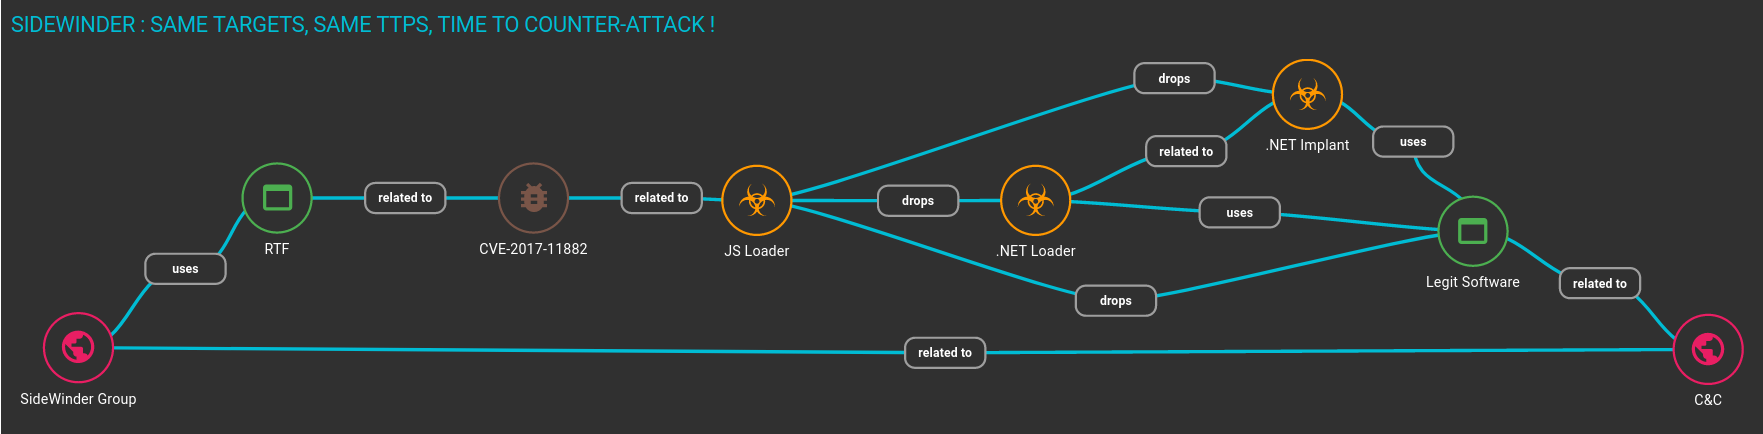 SIDEWINDER : SAME TARGETS, SAME TTPS, TIME TO COUNTER-ATTACK !
drops
.NET Implant
related to
uses
RTF
related to
CVE-2017-11882
related to
JS Loader
drops
.NET Loader
uses
Legit Software
uses
drops
related to
SideWinder Group
related to
C&C